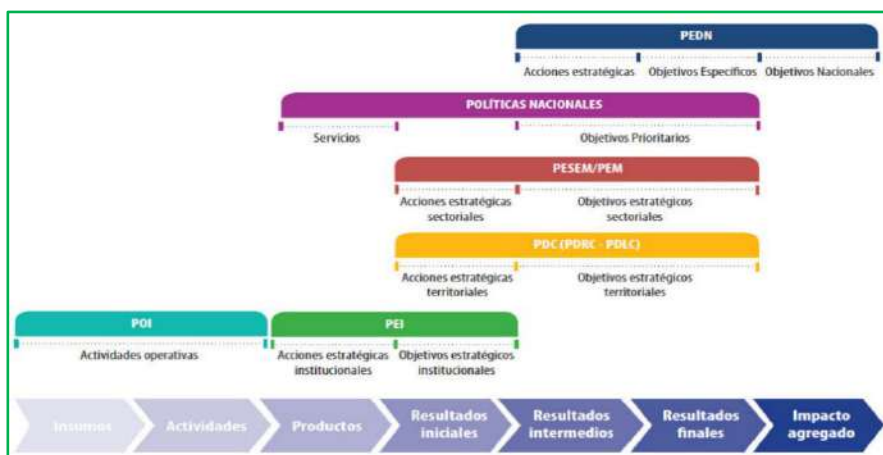 PEDN
Acciones estratégicas Objetivos Específicos Objetivos Nacionales
POLÍTICAS NACIONALES
Servicios Objetivos Prioritarios
PESEM/PEM
Acciones estratégicas Objetivos estratégicos
sectoriales sectoriales
PDC (PDRC - PDLC)
Acciones estratégicas Objetivos estratégicos
territoriales territoriales
POI PEI
Actividades operativas Acciones estratégicas Objetivos estratégicos
institucionales institucionales
Insumos Actividades Productos Resultados Resultados Resultados Impacto
iniciales intermedios finales agregado